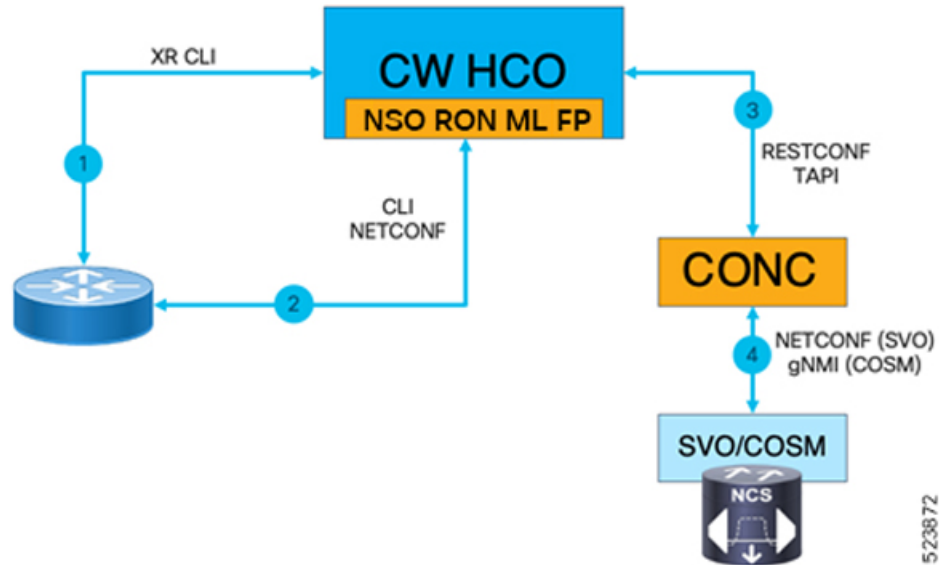 XR CLI
CW HCO
NSO RON ML FP
1
CLI
NETCONF
2
3
RESTCONF
TAPI
CONC
4
NETCONF (SVO)
gNMI (COSM)
SVO/COSM
NCS
523872